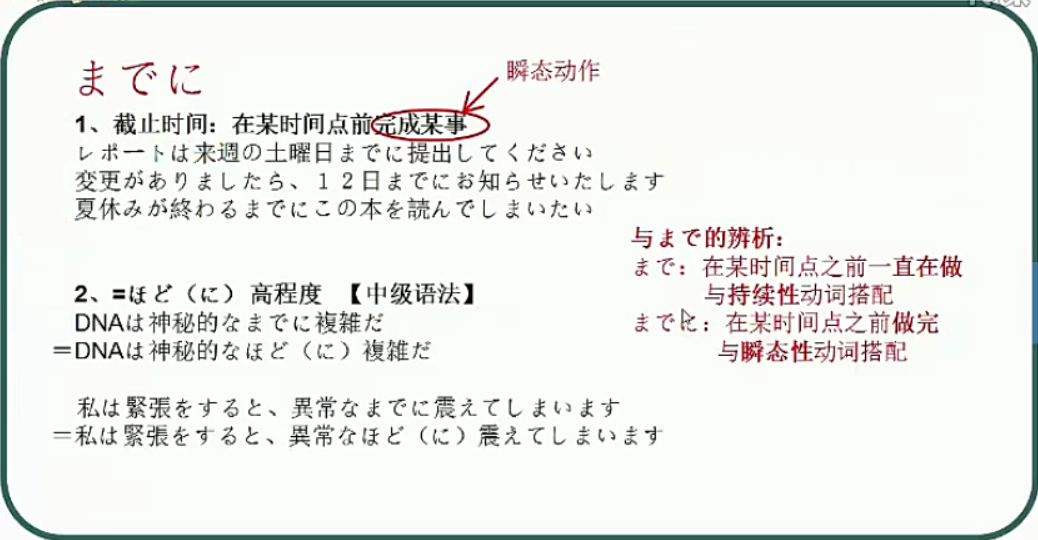 までに
瞬态动作
1、截止时间：在某时间点前完成某事
レポートは来週の土曜日までに提出してください
変更がありましたら、１２日までにお知らせいたします
夏休みが終わるまでにこの本を読んでしまいたい
与まで的辨析：
まで：在某时间点之前一直在做
与持续性动词搭配
までに：在某时间点之前做完
与瞬态性动词搭配
2、=ほど（に）高程度 【中级语法】
DNAは神秘的なまでに複雑だ
＝DNAは神秘的なほど（に）複雑だ
私は緊張をすると、異常なまでに震えてしまいます
＝私は緊張をすると、異常なほど（に）震えてしまいます